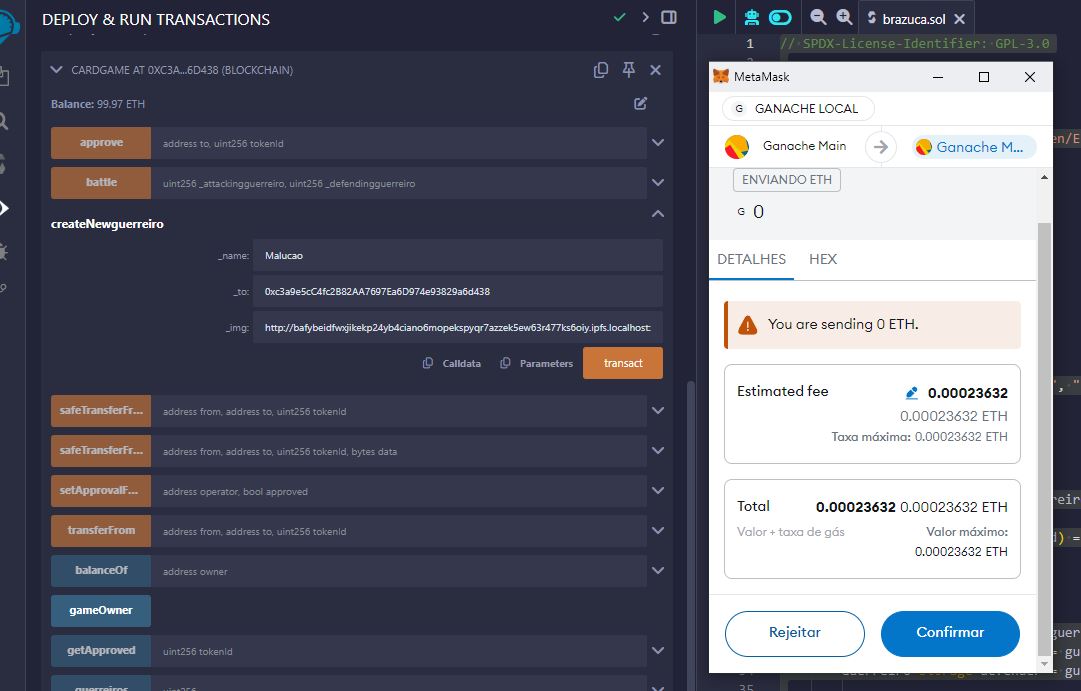 DEPLOY & RUN TRANSACTIONS
CARDGAME AT 0XC3A...6D438 (BLOCKCHAIN)
Balance: 99.97 ETH
approve address to, uint256 tokenId
battle uint256 _attackingguerreiro, uint256 _defendingguerreiro
createNewguerreiro
_name: Malucao
_to: 0xc3a9e5cC4fc2B82AA7697Ea6D974e93829a6d438
_img: http://bafybeidfwxjikekp24yb4ciano6mopekspyqr7azzek5ew63r477ks6oiy.ipfs.localhost:
Calldata Parameters transact
safeTransferFr... address from, address to, uint256 tokenId
safeTransferFr... address from, address to, uint256 tokenId, bytes data
setApprovalF... address operator, bool approved
transferFrom address from, address to, uint256 tokenId
balanceOf address owner
gameOwner
getApproved uint256 tokenId
guerreiros uint256
brazuca.sol
1 // SPDX-License-Identifier: GPL-3.0
MetaMask
G GANACHE LOCAL
Ganache Main Ganache M...
ENVIANDO ETH
G 0
DETALHES HEX
You are sending 0 ETH.
Estimated fee 0.00023632
0.00023632 ETH
Taxa máxima: 0.00023632 ETH
Total 0.00023632 0.00023632 ETH
Valor + taxa de gás Valor máximo:
0.00023632 ETH
Rejeitar Confirmar
en/E
", "
reir
d) =
guer
= gu
= gu
35